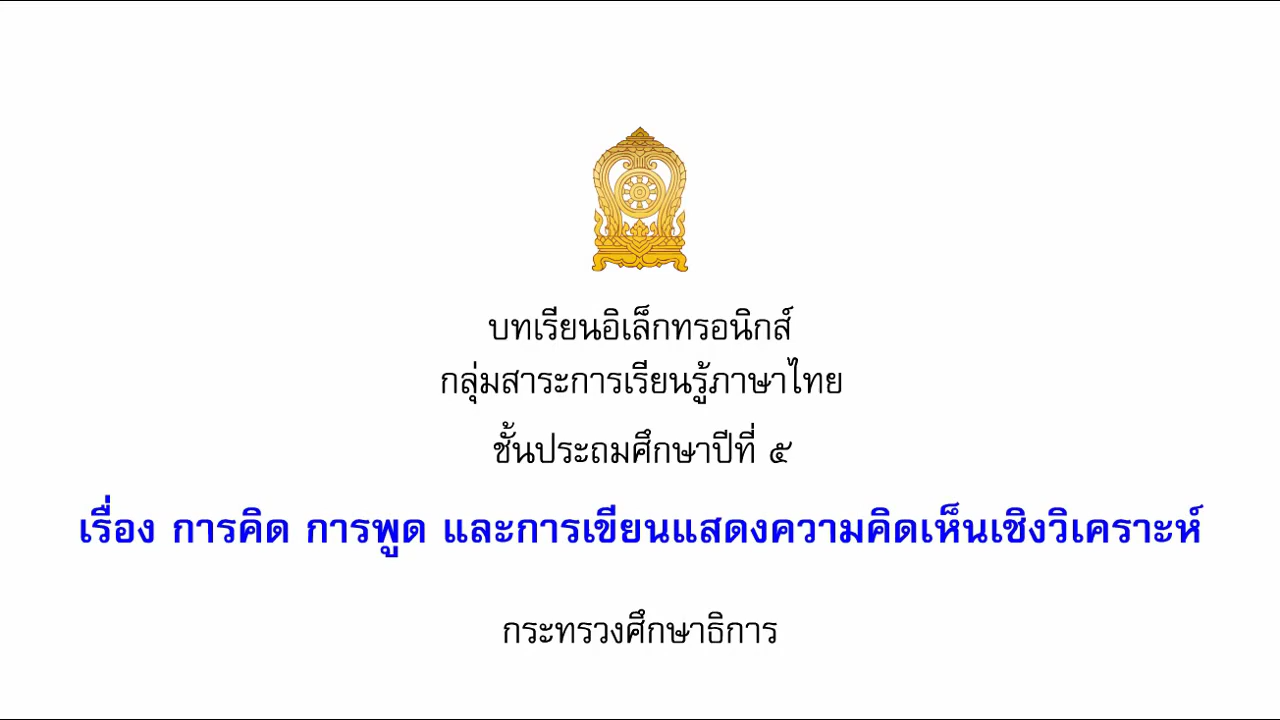 บทเรียนอิเล็กทรอนิกส์
กลุ่มสาระการเรียนรู้ภาษาไทย
ชั้นประถมศึกษาปีที่ ๕
เรื่อง การคิด การพูด และการเขียนแสดงความคิดเห็นเชิงวิเคราะห์
กระทรวงศึกษาธิการ